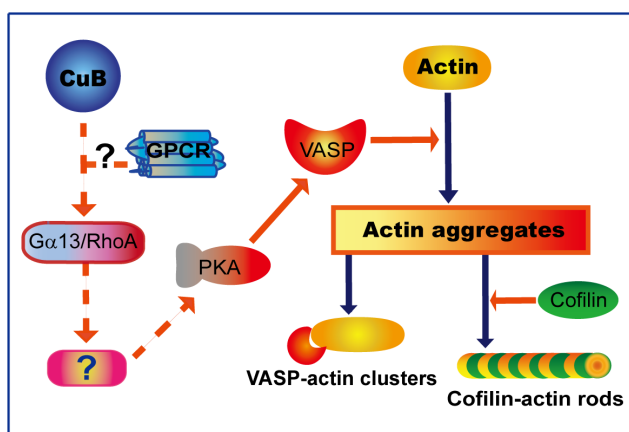 CuB
Actin
?
GPCR
VASP
Gα13/RhoA
Actin aggregates
PKA
Cofilin
?
VASP-actin clusters
Cofilin-actin rods